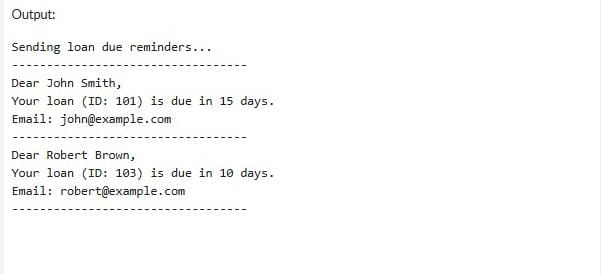 Output:
Sending loan due reminders...
----------------------------------
Dear John Smith,
Your loan (ID: 101) is due in 15 days.
Email: john@example.com
----------------------------------
Dear Robert Brown,
Your loan (ID: 103) is due in 10 days.
Email: robert@example.com
----------------------------------